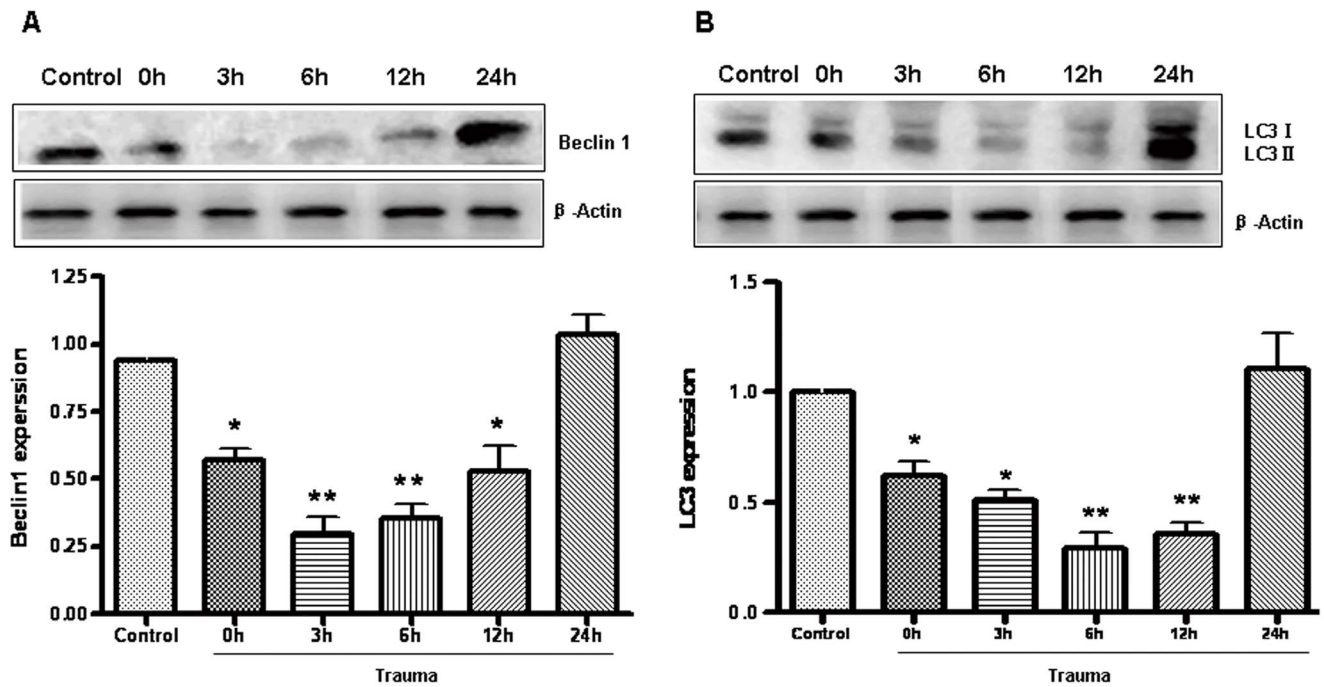 A
Control 0h 3h 6h 12h 24h
Beclin 1
β-Actin
1.25
1.00
0.75
0.50
0.25
0.00
Beclin1 experssion
*
**
**
*
Control 0h 3h 6h 12h 24h
Trauma
B
Control 0h 3h 6h 12h 24h
LC3 I
LC3 II
β-Actin
1.5
1.0
0.5
0.0
LC3 expression
*
*
**
**
Control 0h 3h 6h 12h 24h
Trauma